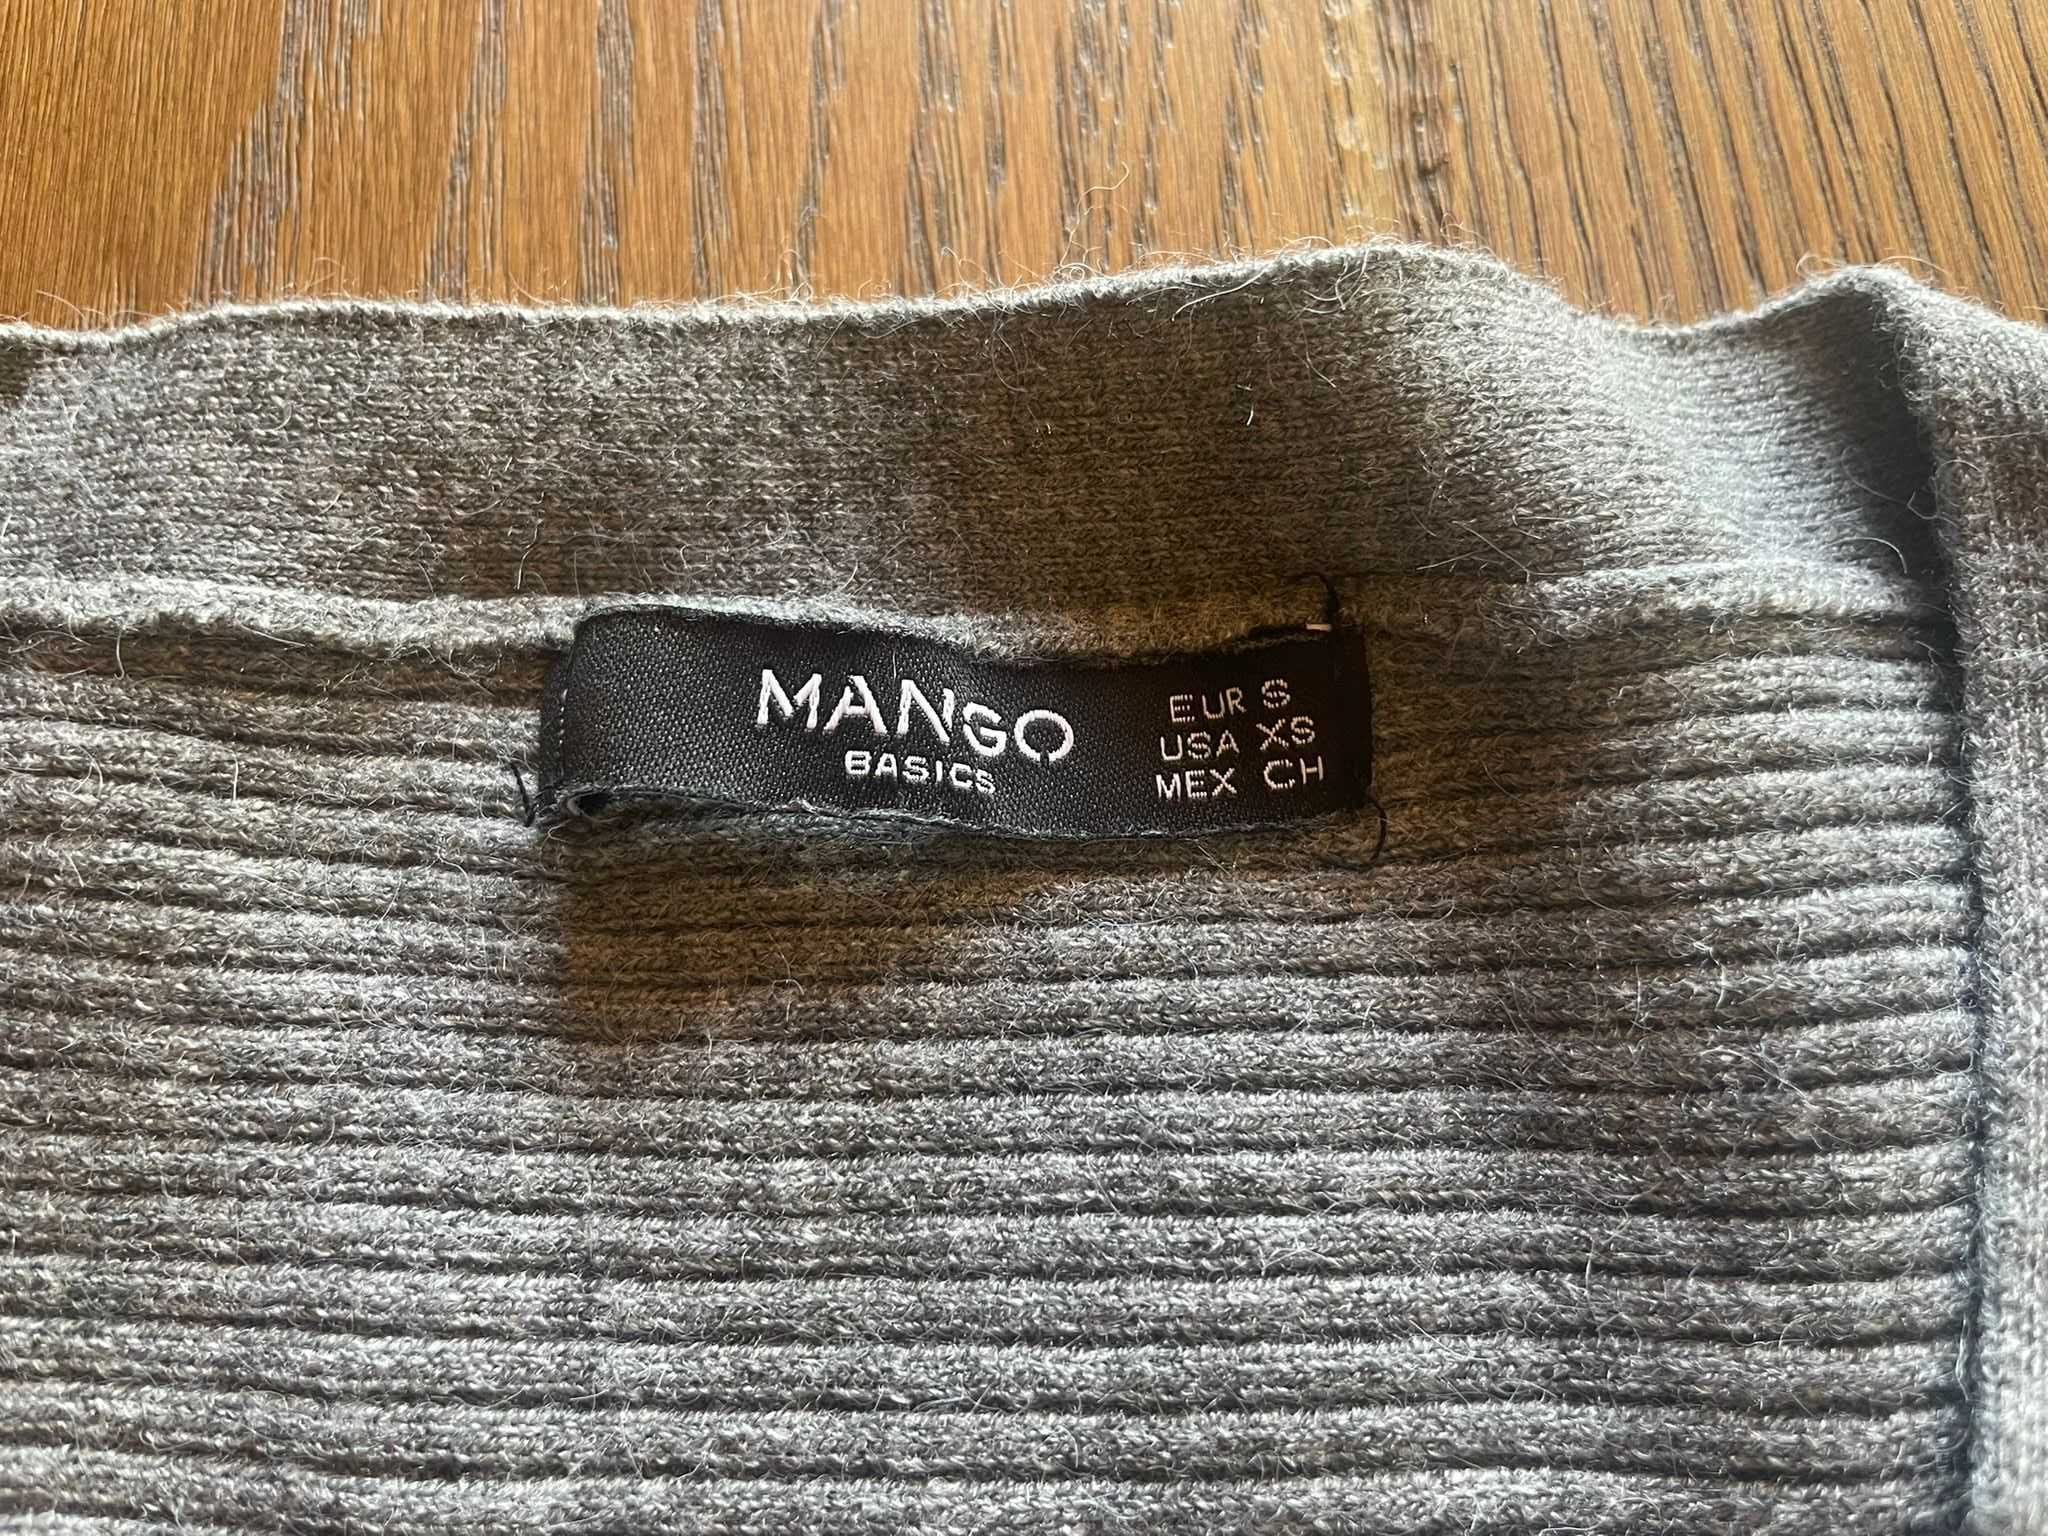 MANGO
BASICS
EUR S
USA XS
MEX CH